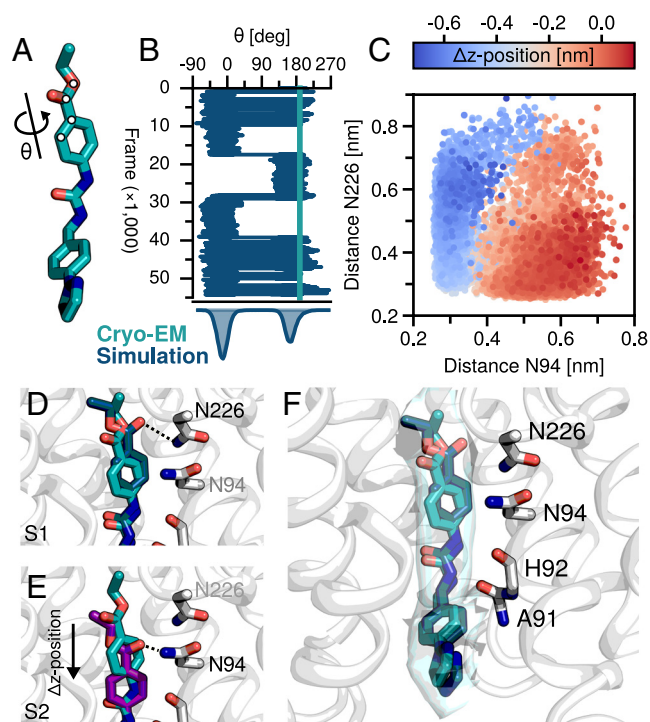 A
θ
B
θ [deg]
-90 0 90 180 270
Frame (×1,000)
0
10
20
30
40
50
Cryo-EM
Simulation
C
-0.6 -0.4 -0.2 0.0
Δz-position [nm]
Distance N226 [nm]
0.8
0.6
0.4
0.2
0.2 0.4 0.6 0.8
Distance N94 [nm]
D
N226
N94
S1
E
N226
Δz-position
N94
S2
F
N226
N94
H92
A91